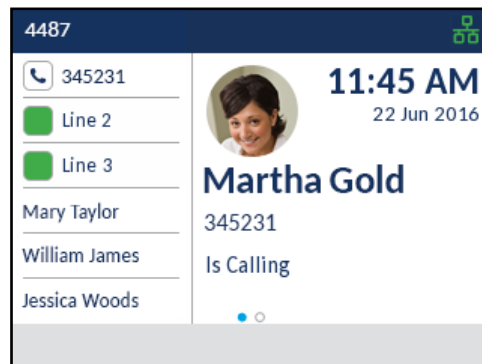 4487
345231
Line 2
Line 3
Mary Taylor
William James
Jessica Woods
11:45 AM
22 Jun 2016
Martha Gold
345231
Is Calling